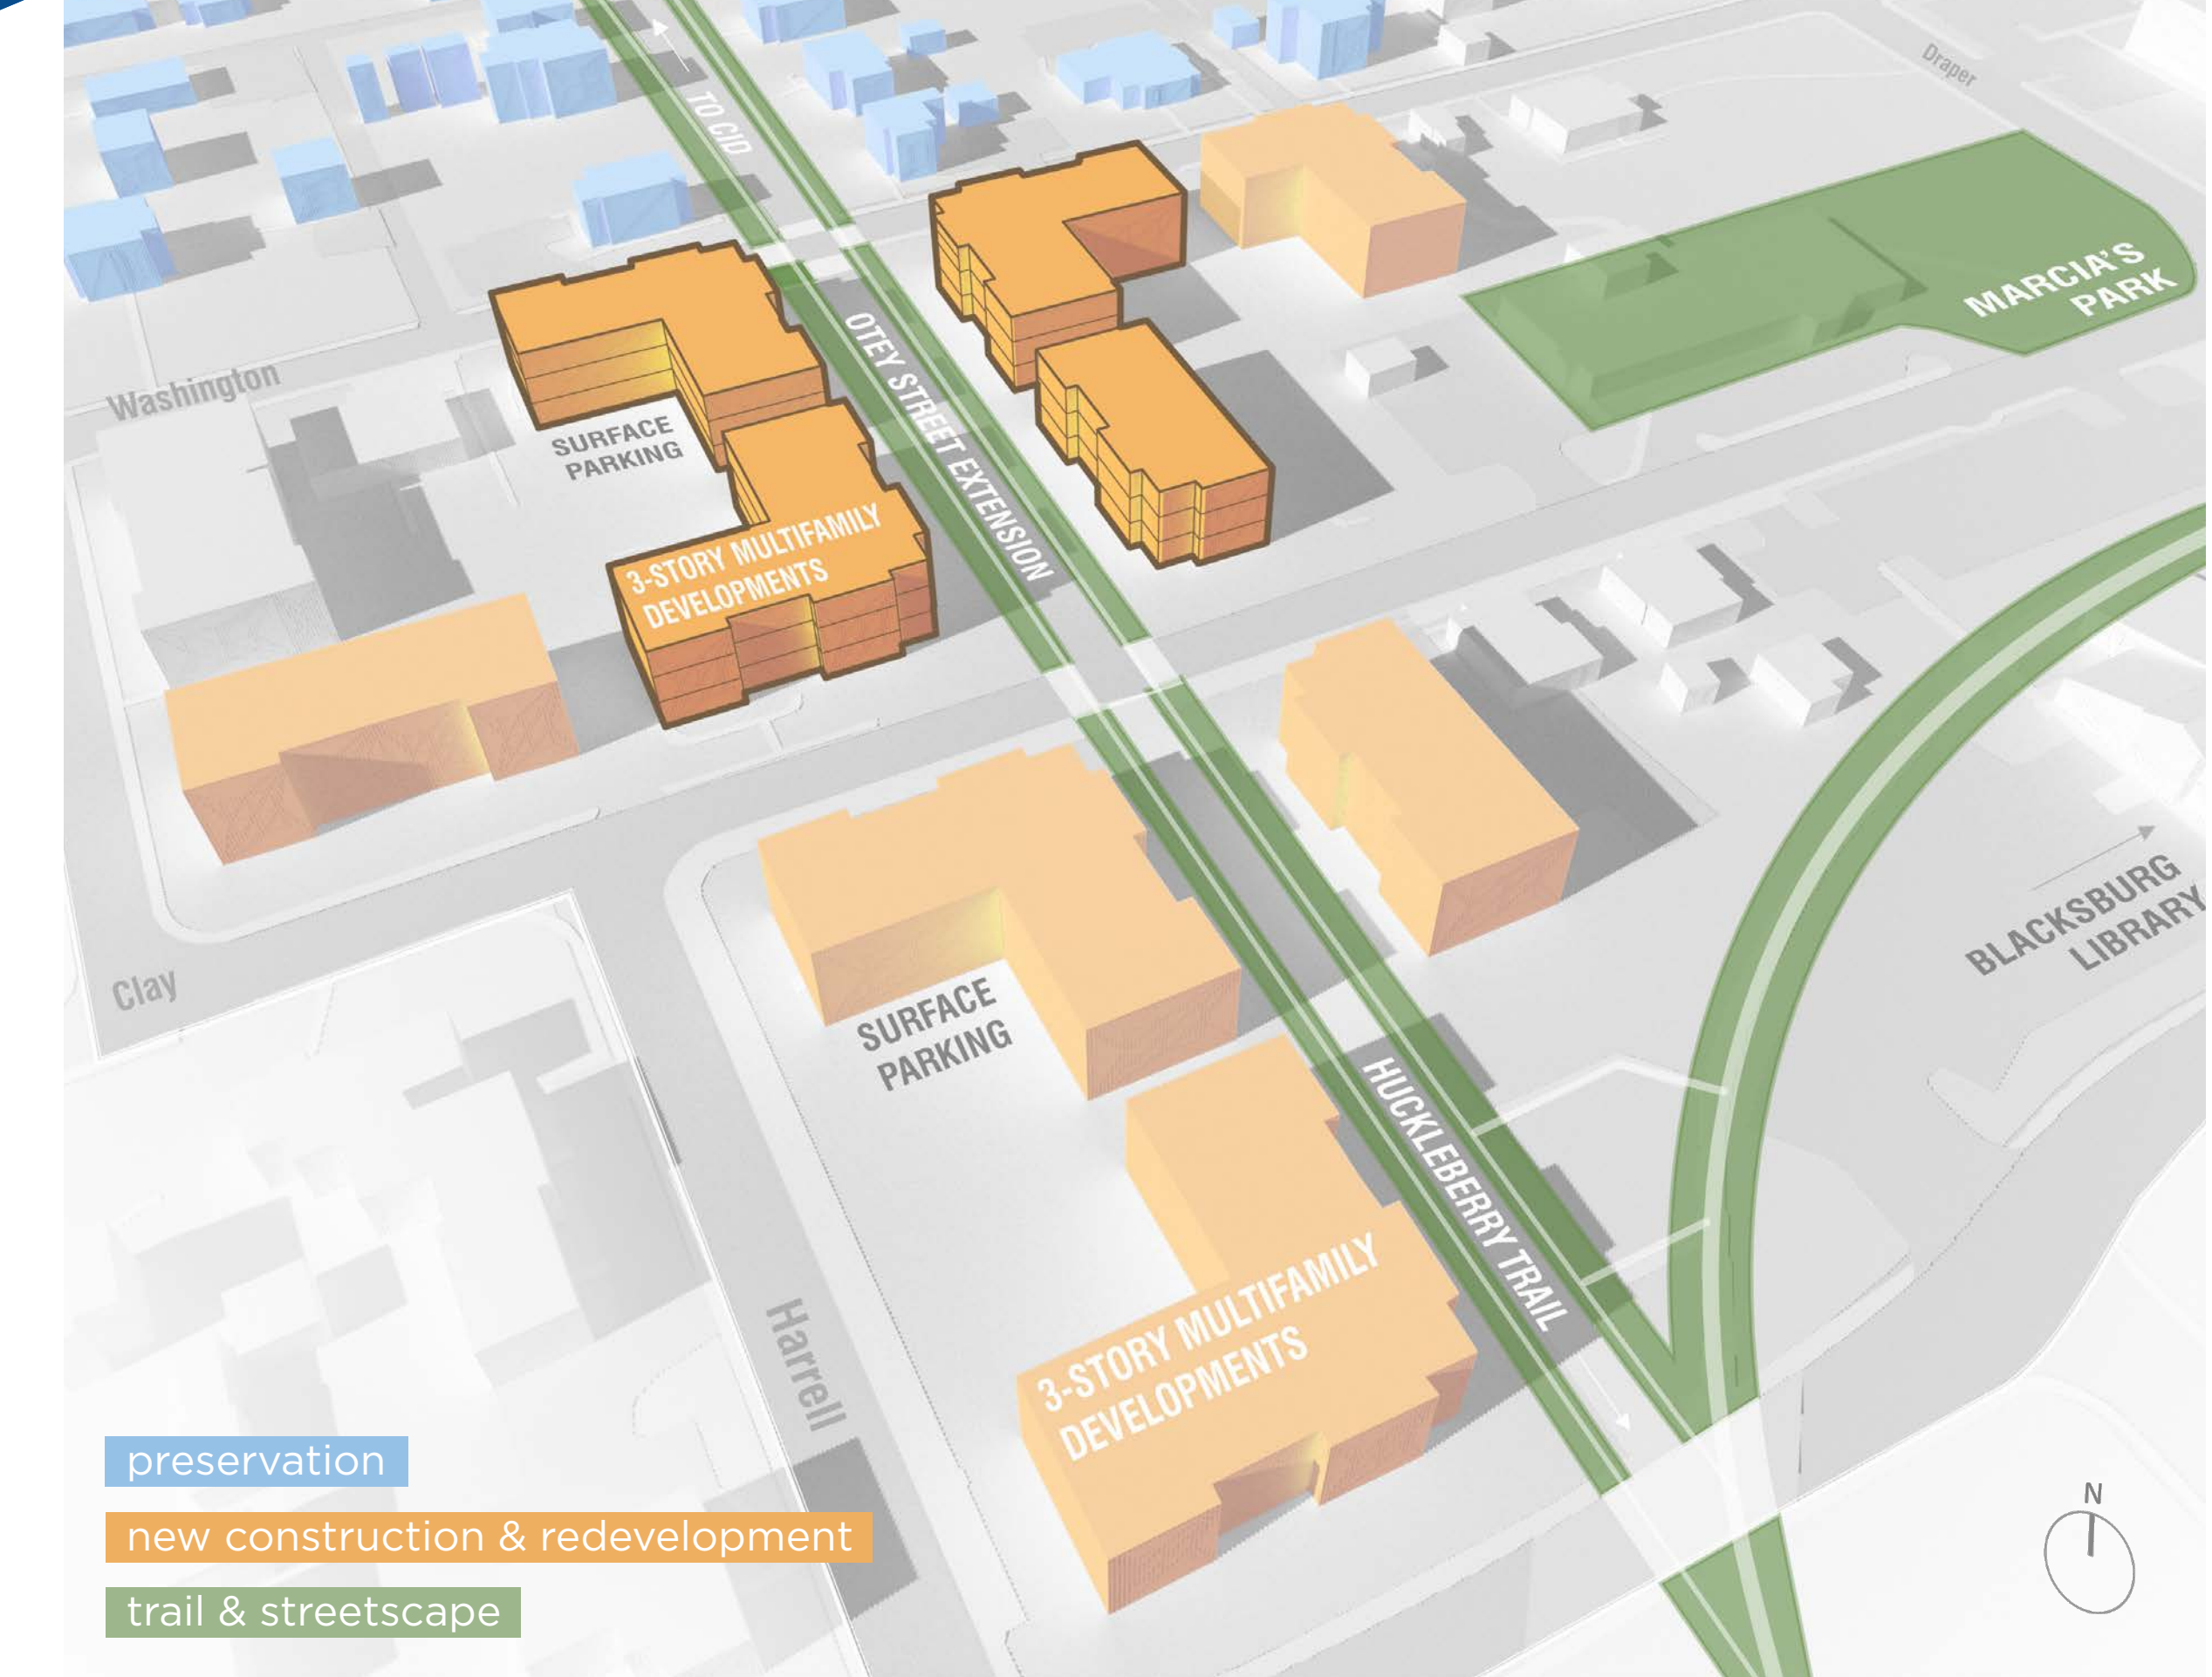 Draper
TO CID
MARCIA'S
PARK
OTEY STREET EXTENSION
Washington
SURFACE
PARKING
3-STORY MULTIFAMILY
DEVELOPMENTS
Clay
BLACKSBURG
LIBRARY
SURFACE
PARKING
HUCKLEBERRY TRAIL
Harrell
3-STORY MULTIFAMILY
DEVELOPMENTS
preservation
new construction & redevelopment
trail & streetscape
N